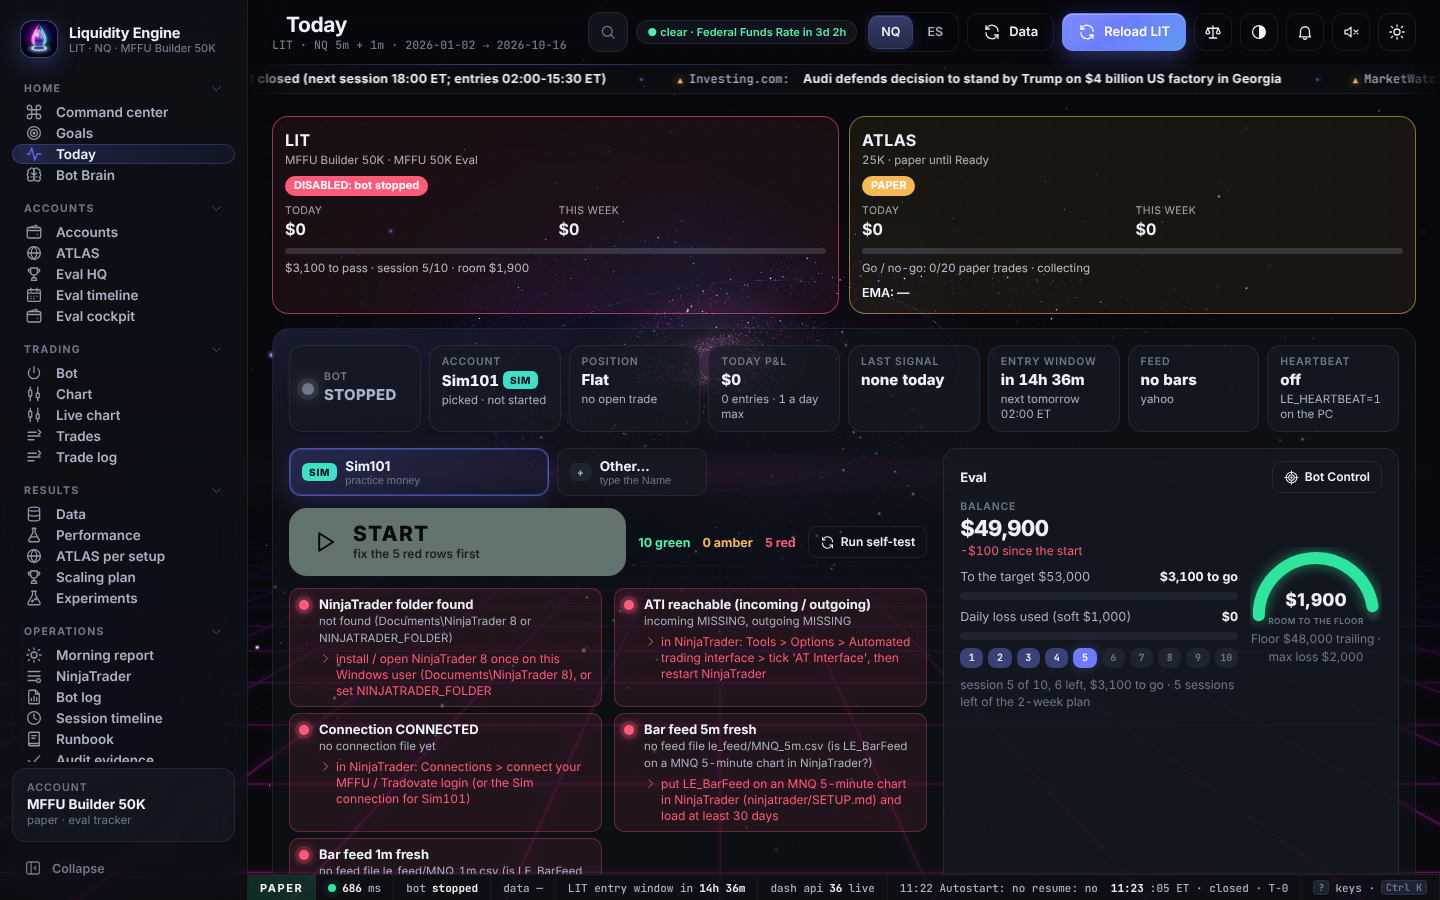 Liquidity Engine
LIT · NQ · MFFU Builder 50K
HOME
Command center
Goals
Today
Bot Brain
ACCOUNTS
Accounts
ATLAS
Eval HQ
Eval timeline
Eval cockpit
TRADING
Bot
Chart
Live chart
Trades
Trade log
RESULTS
Data
Performance
ATLAS per setup
Scaling plan
Experiments
OPERATIONS
Morning report
NinjaTrader
Bot log
Session timeline
Runbook
Audit evidence
ACCOUNT
MFFU Builder 50K
paper · eval tracker
Collapse
Today
LIT · NQ 5m + 1m · 2026-01-02 → 2026-10-16
clear · Federal Funds Rate in 3d 2h
NQ
ES
Data
Reload LIT
closed (next session 18:00 ET; entries 02:00-15:30 ET)
Investing.com: Audi defends decision to stand by Trump on $4 billion US factory in Georgia
LIT
MFFU Builder 50K · MFFU 50K Eval
DISABLED: bot stopped
TODAY
THIS WEEK
$0
$0
$3,100 to pass · session 5/10 · room $1,900
ATLAS
25K · paper until Ready
PAPER
TODAY
THIS WEEK
$0
$0
Go / no-go: 0/20 paper trades · collecting
EMA: —
BOT
STOPPED
ACCOUNT
Sim101 SIM
picked · not started
POSITION
Flat
no open trade
TODAY P&L
$0
0 entries · 1 a day
max
LAST SIGNAL
none today
ENTRY WINDOW
in 14h 36m
next tomorrow
02:00 ET
FEED
no bars
yahoo
HEARTBEAT
off
LE_HEARTBEAT=1
on the PC
SIM
Sim101
practice money
+
Other...
type the Name
START
fix the 5 red rows first
10 green 0 amber 5 red
Run self-test
NinjaTrader folder found
not found (Documents\NinjaTrader 8 or
NINJATRADER_FOLDER)
install / open NinjaTrader 8 once on this
Windows user (Documents\NinjaTrader 8), or
set NINJATRADER_FOLDER
ATI reachable (incoming / outgoing)
incoming MISSING, outgoing MISSING
in NinjaTrader: Tools > Options > Automated
trading interface > tick 'AT Interface', then
restart NinjaTrader
Connection CONNECTED
no connection file yet
in NinjaTrader: Connections > connect your
MFFU / Tradovate login (or the Sim
connection for Sim101)
Bar feed 5m fresh
no feed file le_feed/MNQ_5m.csv (is LE_BarFeed
on a MNQ 5-minute chart in NinjaTrader?)
put LE_BarFeed on an MNQ 5-minute chart
in NinjaTrader (ninjatrader/SETUP.md) and
load at least 30 days
Bar feed 1m fresh
no feed file le_feed/MNQ_1m.csv (is LE_BarFeed
Eval
Bot Control
BALANCE
$49,900
-$100 since the start
To the target $53,000
$3,100 to go
Daily loss used (soft $1,000)
$0
1 2 3 4 5 6 7 8 9 10
session 5 of 10, 6 left, $3,100 to go · 5 sessions
left of the 2-week plan
$1,900
ROOM TO THE FLOOR
Floor $48,000 trailing ·
max loss $2,000
PAPER
686 ms
bot stopped
data —
LIT entry window in 14h 36m
dash api 36 live
11:22 Autostart: no resume: no
11:23 :05 ET · closed · T-0
? keys · Ctrl K